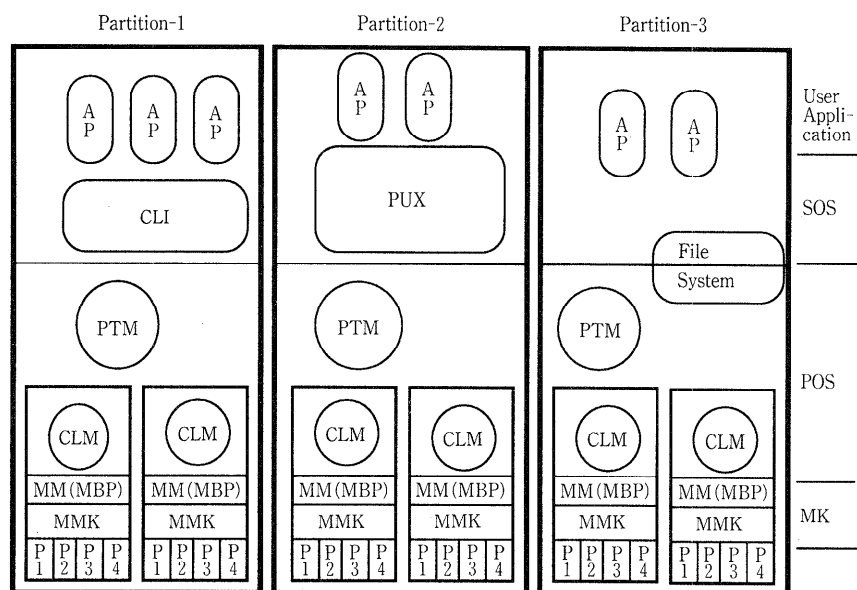 Partition-1
Partition-2
Partition-3
A
P
A
P
A
P
A
P
A
P
A
P
A
P
User
Appli-
cation
CLI
PUX
SOS
File
System
PTM
PTM
PTM
POS
CLM
CLM
CLM
CLM
CLM
CLM
MM(MBP)
MM(MBP)
MM(MBP)
MM(MBP)
MM(MBP)
MM(MBP)
MMK
MMK
MMK
MMK
MMK
MMK
MK
P
1
P
2
P
3
P
4
P
1
P
2
P
3
P
4
P
1
P
2
P
3
P
4
P
1
P
2
P
3
P
4
P
1
P
2
P
3
P
4
P
1
P
2
P
3
P
4